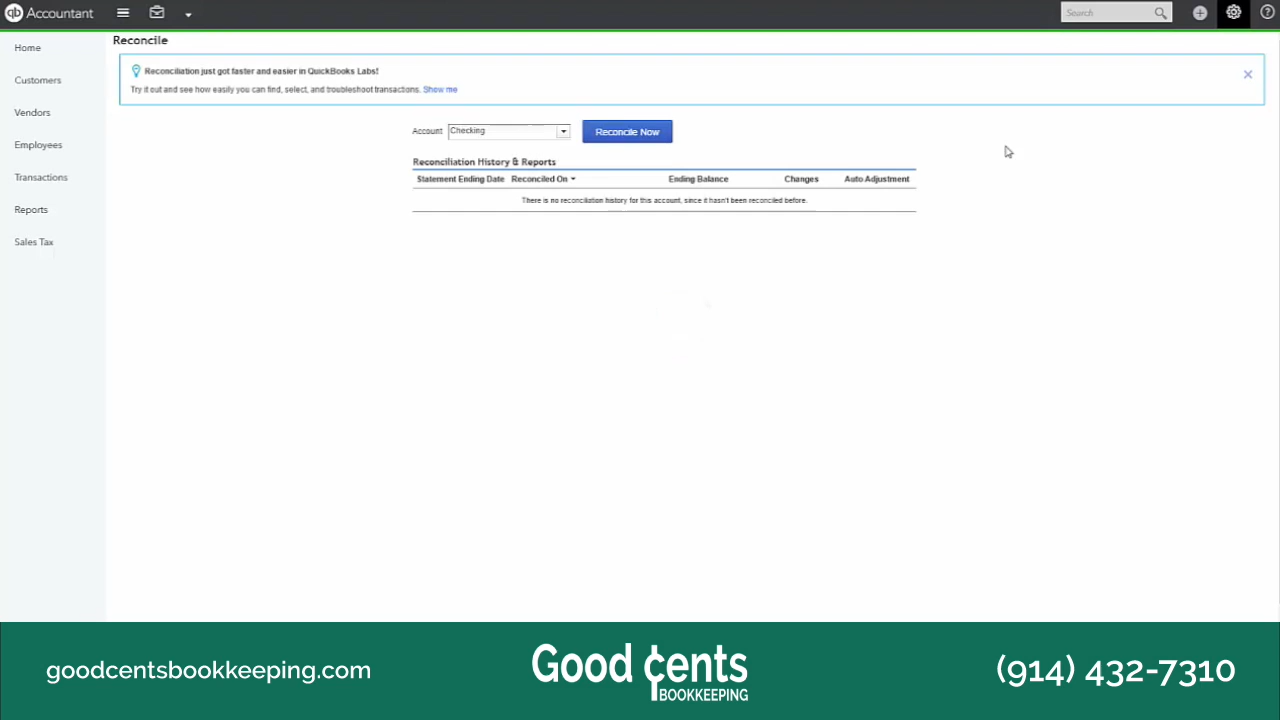 qb Accountant
Search
Home
Customers
Vendors
Employees
Transactions
Reports
Sales Tax
Reconcile
Reconciliation just got faster and easier in QuickBooks Labs!
Try it out and see how easily you can find, select, and troubleshoot transactions. Show me
Account Checking Reconcile Now
Reconciliation History & Reports
Statement Ending Date Reconciled On Ending Balance Changes Auto Adjustment
There is no reconciliation history for this account, since it hasn't been reconciled before.
goodcentsbookkeeping.com
Good cents
BOOKKEEPING
(914) 432-7310